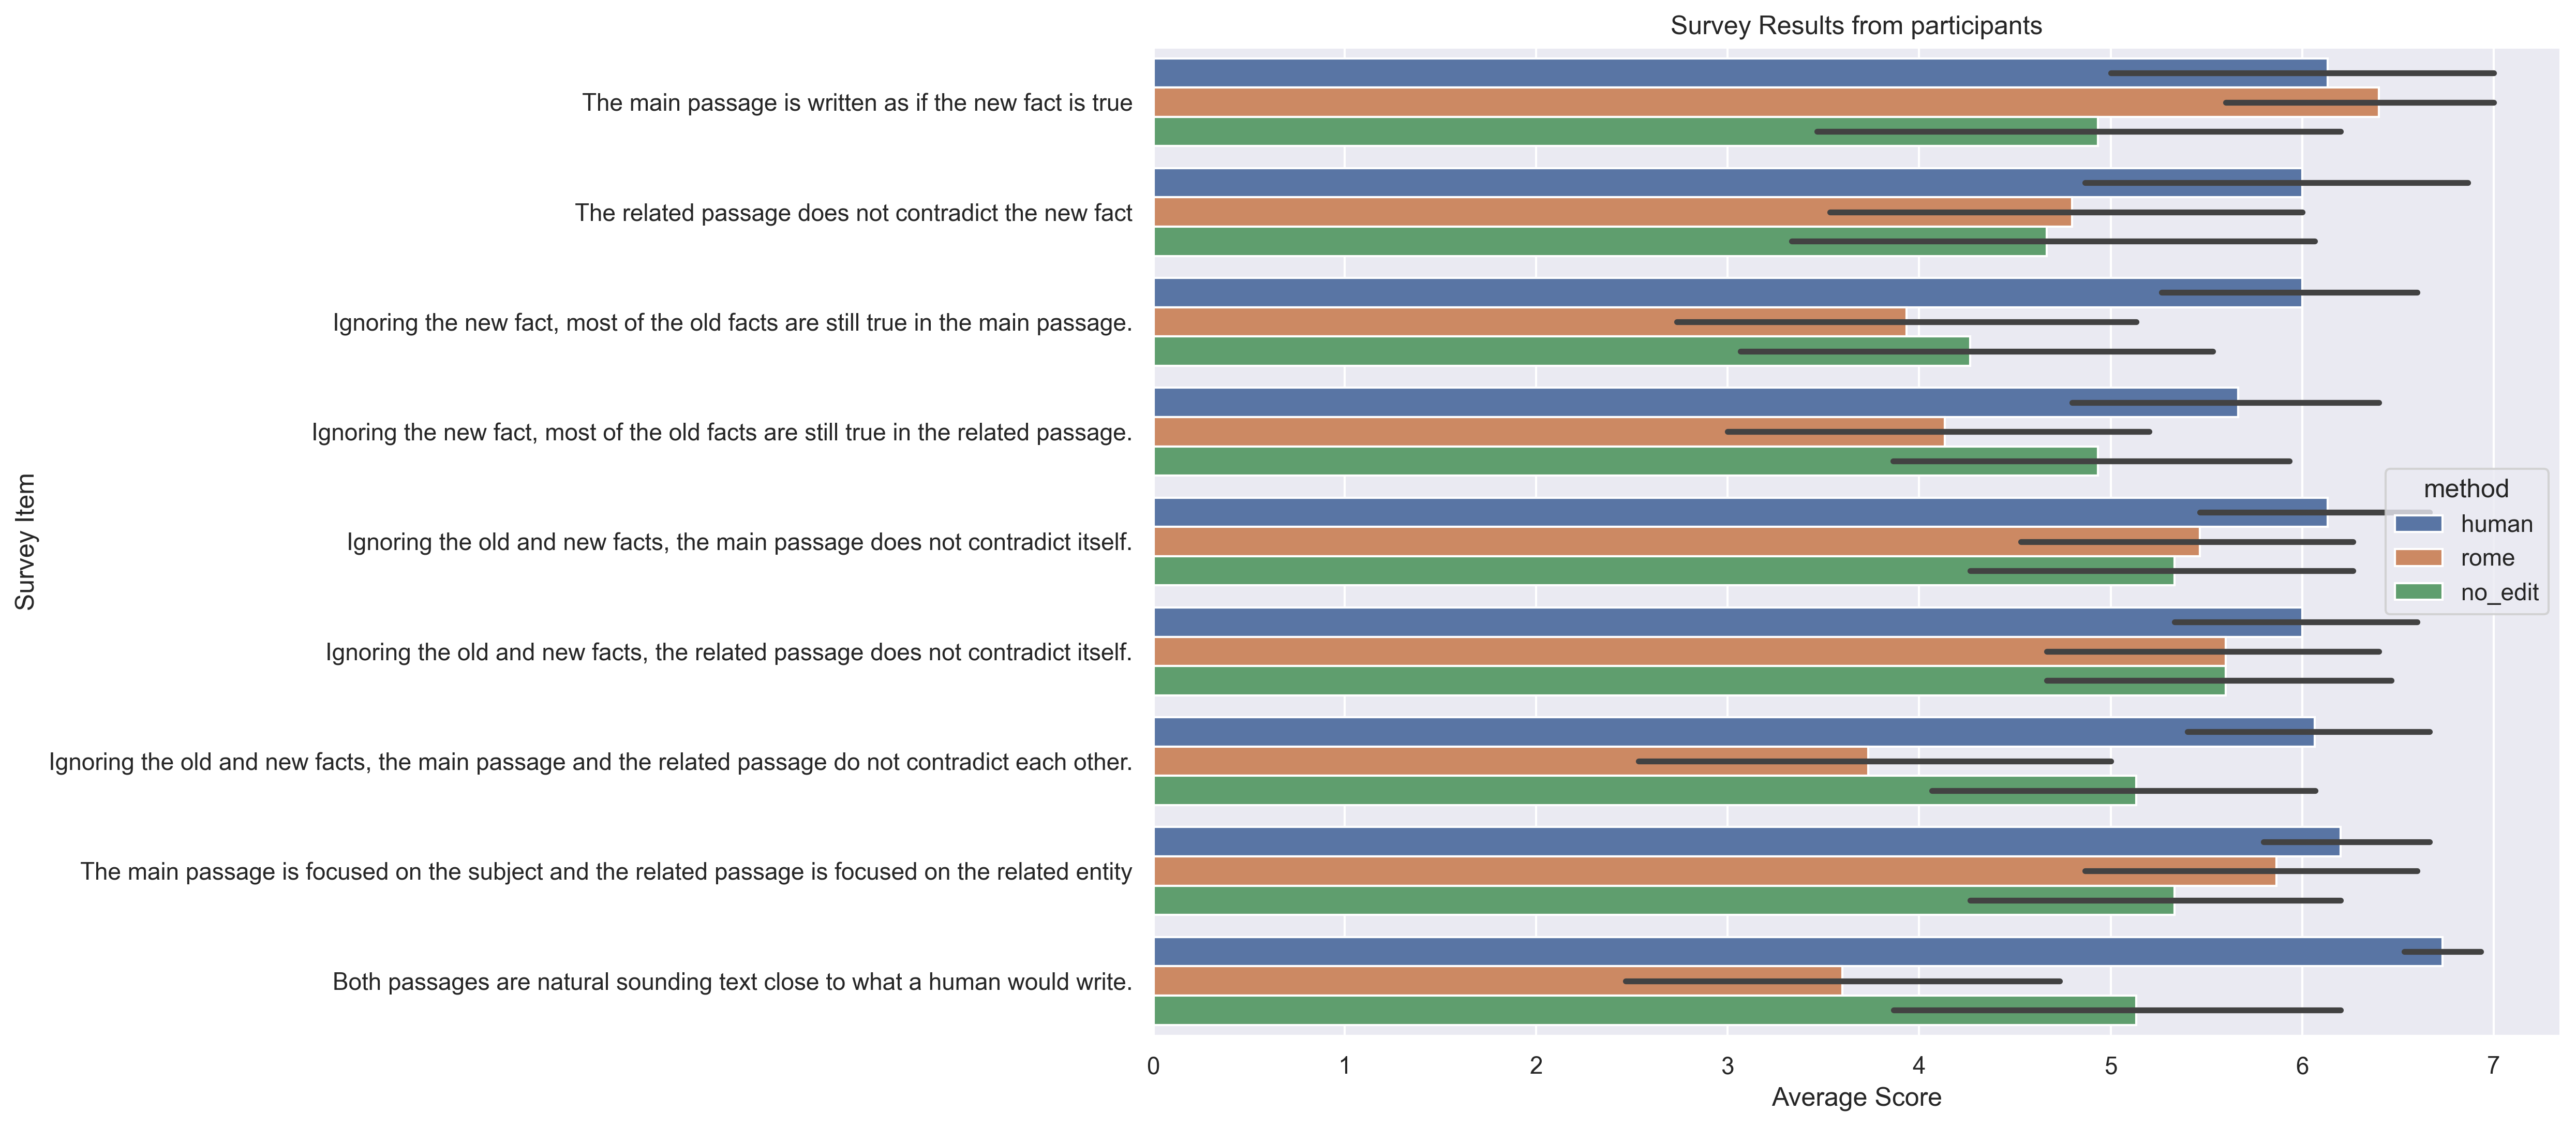 Survey Results from participants
The main passage is written as if the new fact is true
The related passage does not contradict the new fact
Ignoring the new fact, most of the old facts are still true in the main passage.
Ignoring the new fact, most of the old facts are still true in the related passage.
Ignoring the old and new facts, the main passage does not contradict itself.
Ignoring the old and new facts, the related passage does not contradict itself.
Ignoring the old and new facts, the main passage and the related passage do not contradict each other.
The main passage is focused on the subject and the related passage is focused on the related entity
Both passages are natural sounding text close to what a human would write.
Survey Item
method
human
rome
no_edit
0 1 2 3 4 5 6 7
Average Score